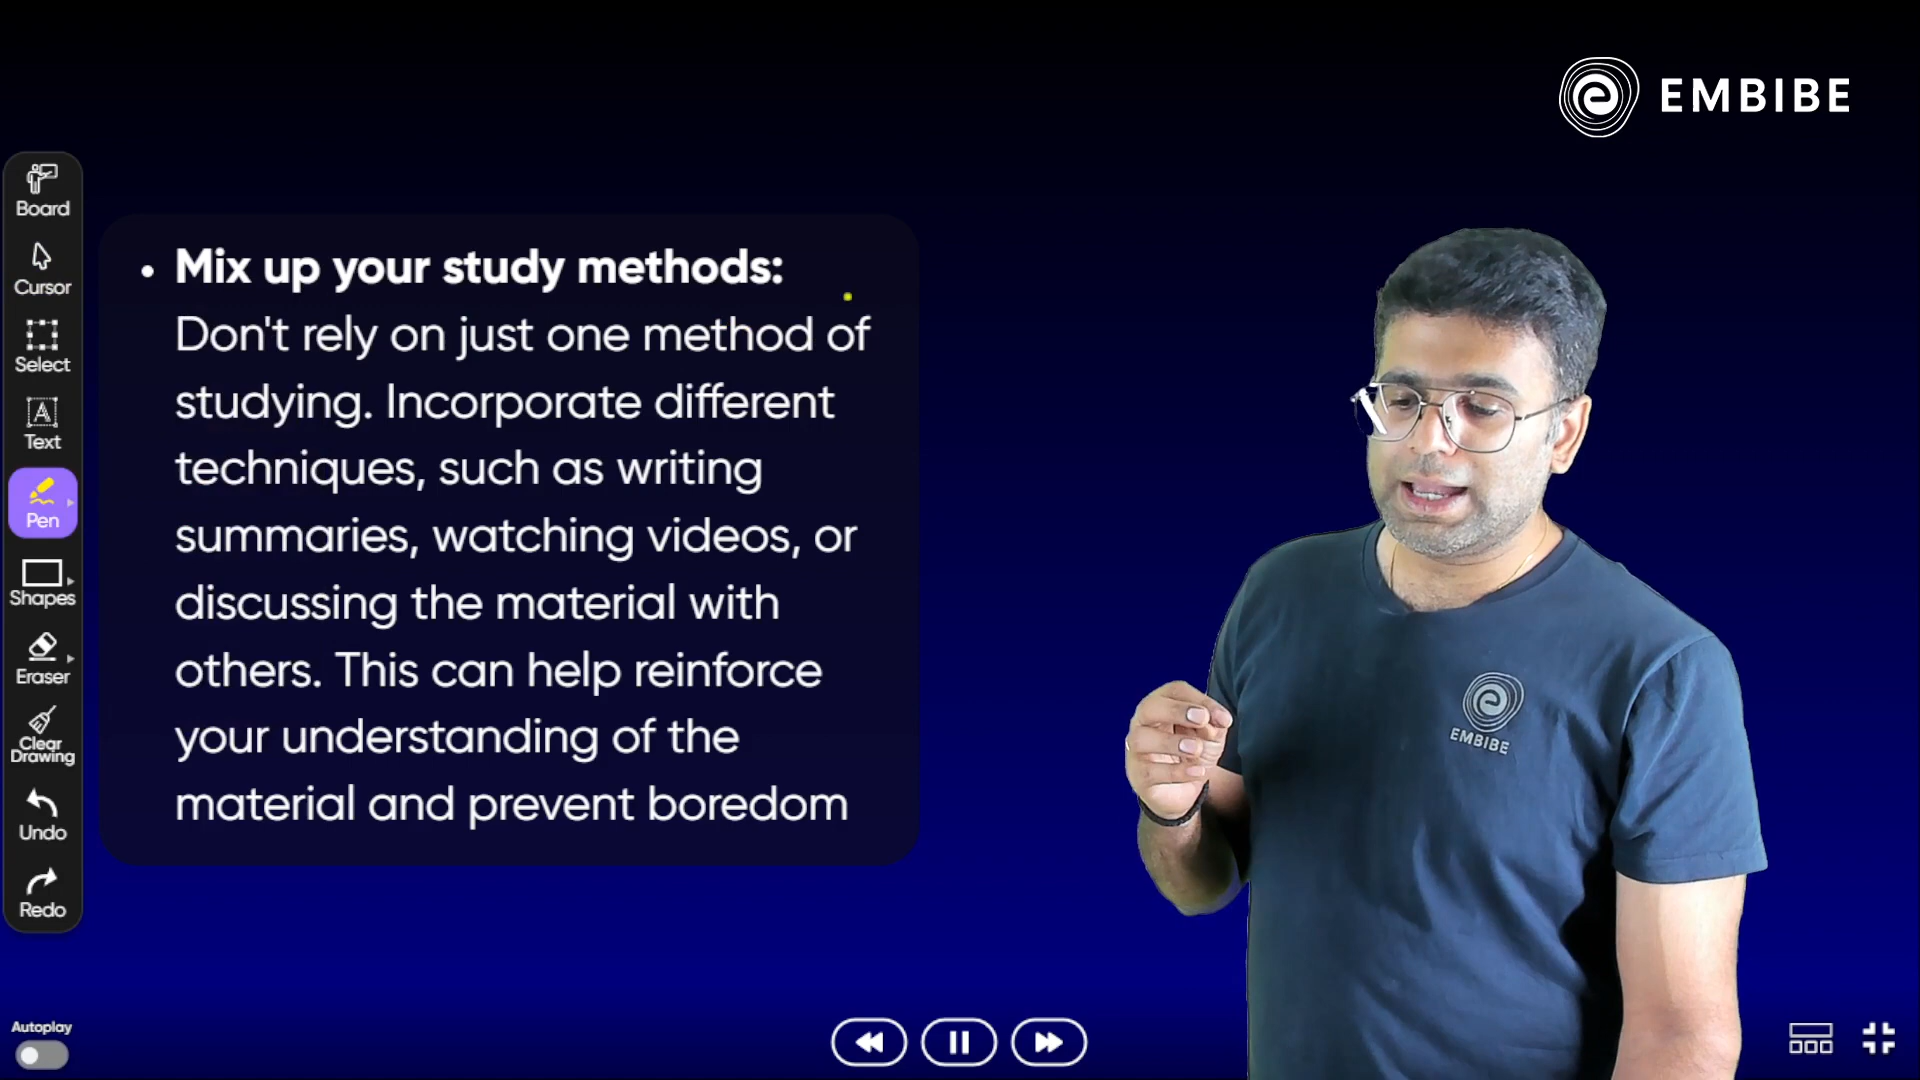 EMBIBE
Board
Cursor
Select
Text
Pen
Shapes
Eraser
Clear
Drawing
Undo
Redo
Autoplay
• Mix up your study methods:
Don't rely on just one method of
studying. Incorporate different
techniques, such as writing
summaries, watching videos, or
discussing the material with
others. This can help reinforce
your understanding of the
material and prevent boredom
EMBIBE